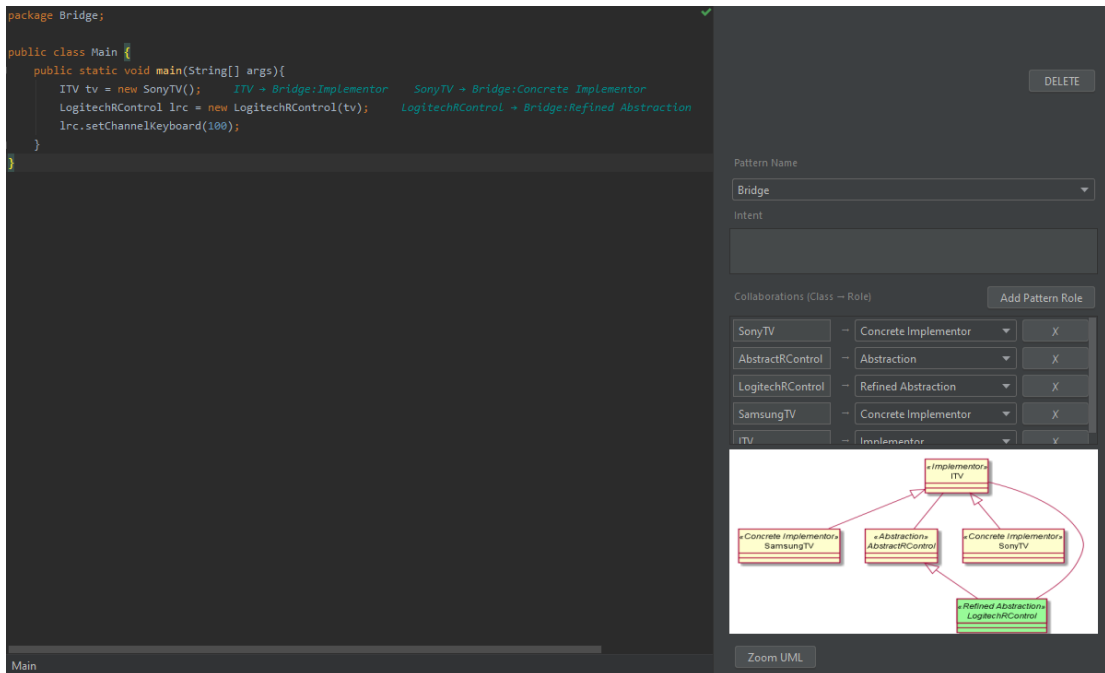 package Bridge;
public class Main {
public static void main(String[] args){
ITV tv = new SonyTV(); ITV → Bridge:Implementor SonyTV → Bridge:Concrete Implementor
LogitechRControl lrc = new LogitechRControl(tv); LogitechRControl → Bridge:Refined Abstraction
lrc.setChannelKeyboard(100);
}
}
Main
DELETE
Pattern Name
Bridge
Intent
Collaborations (Class → Role)
Add Pattern Role
SonyTV → Concrete Implementor X
AbstractRControl → Abstraction X
LogitechRControl → Refined Abstraction X
SamsungTV → Concrete Implementor X
ITV → Implementor X
«Implementor»
ITV
«Concrete Implementor»
SamsungTV
«Abstraction»
AbstractRControl
«Concrete Implementor»
SonyTV
«Refined Abstraction»
LogitechRControl
Zoom UML